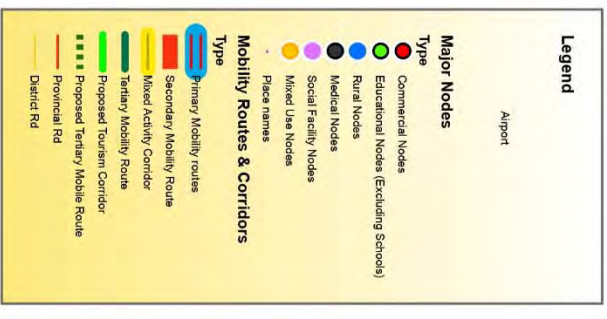 Legend
Airport
Major Nodes
Type
Commercial Nodes
Educational Nodes (Excluding Schools)
Rural Nodes
Medical Nodes
Social Facility Nodes
Mixed Use Nodes
Place names
Mobility Routes & Corridors
Type
Primary Mobility routes
Secondary Mobility Route
Mixed Activity Corridor
Tertiary Mobility Route
Proposed Tourism Corridor
Proposed Tertiary Mobile Route
Provincial Rd
District Rd